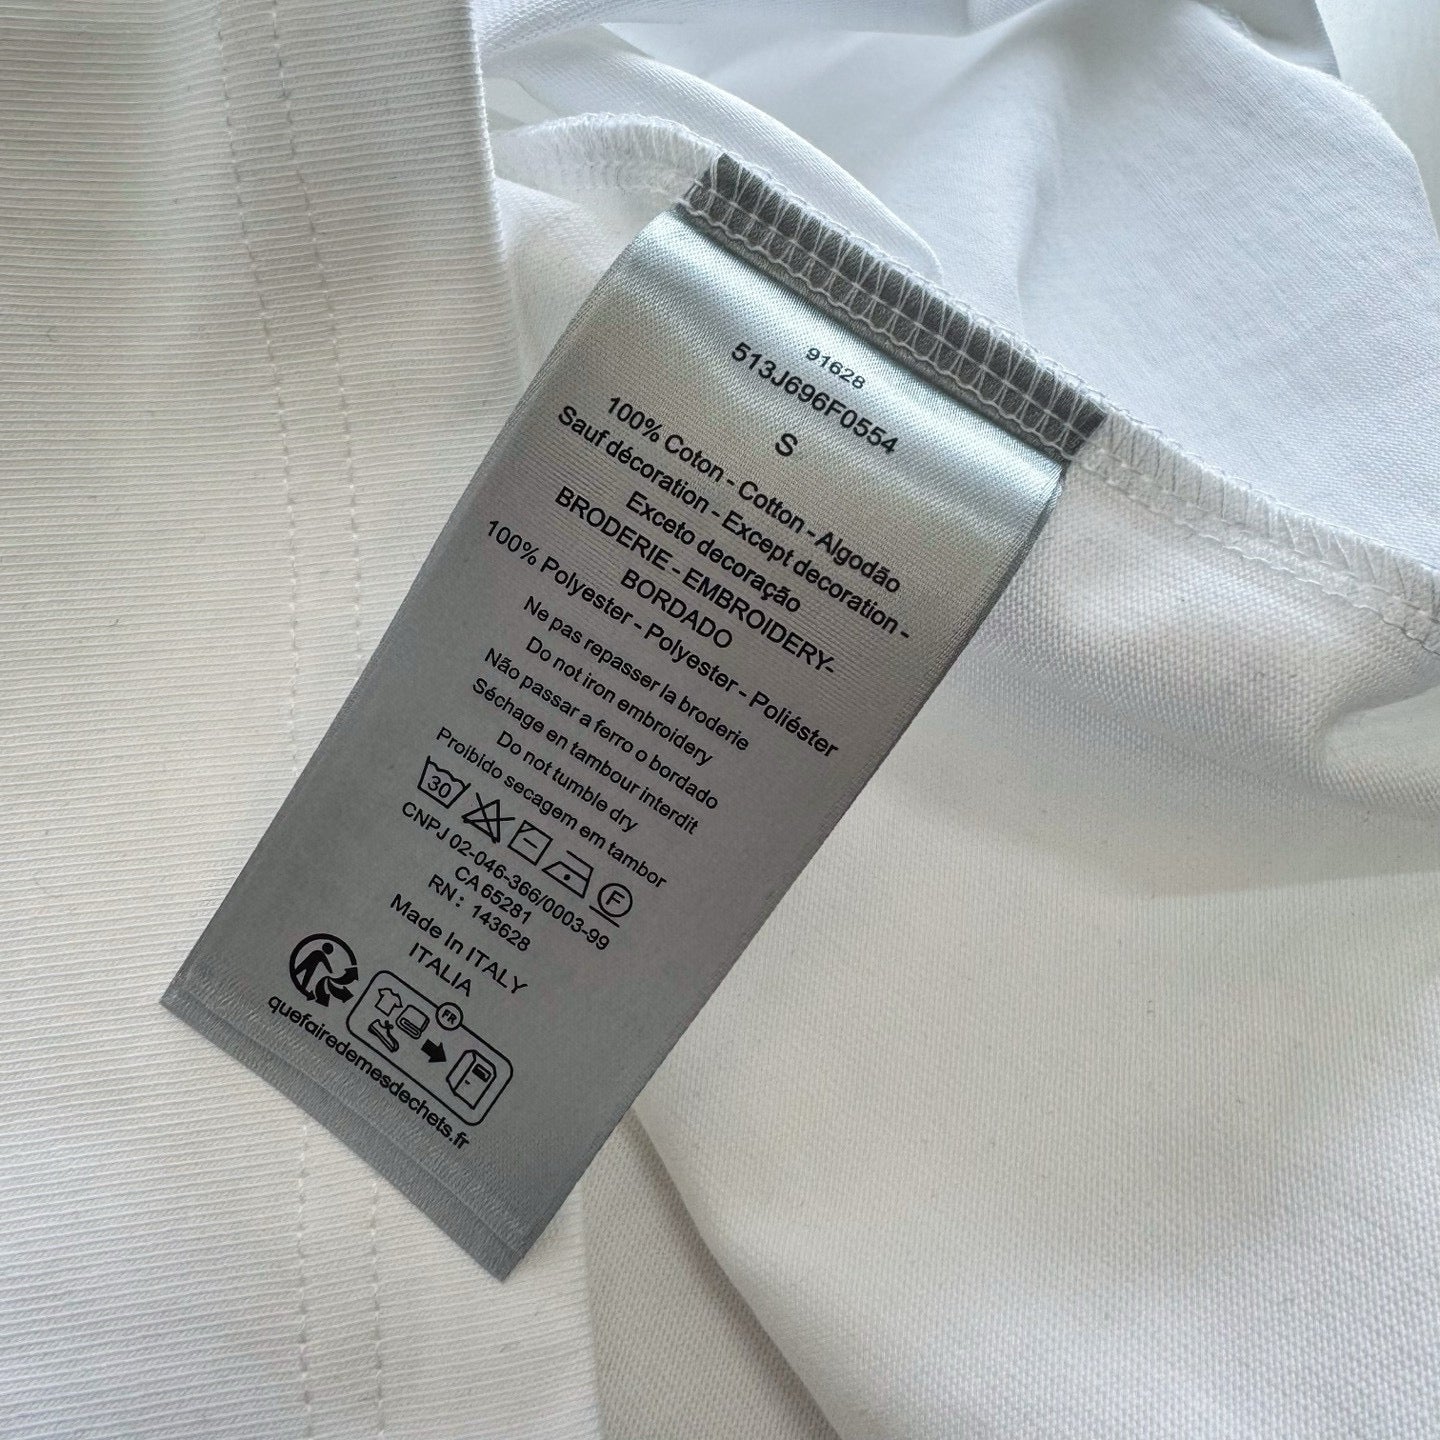 91628
513J696F0554
S
100% Coton - Cotton - Algodão
Sauf décoration - Except decoration -
Exceto decoração
BRODERIE - EMBROIDERY-
BORDADO
100% Polyester - Polyester - Poliéster
Ne pas repasser la broderie
Do not iron embroidery
Não passar a ferro o bordado
Séchage en tambour interdit
Do not tumble dry
Proibido secagem em tambor
30 F
CNPJ 02-046-366/0003-99
CA 65281
RN : 143628
Made In ITALY
ITALIA
FR
quefairedemesdechets.fr